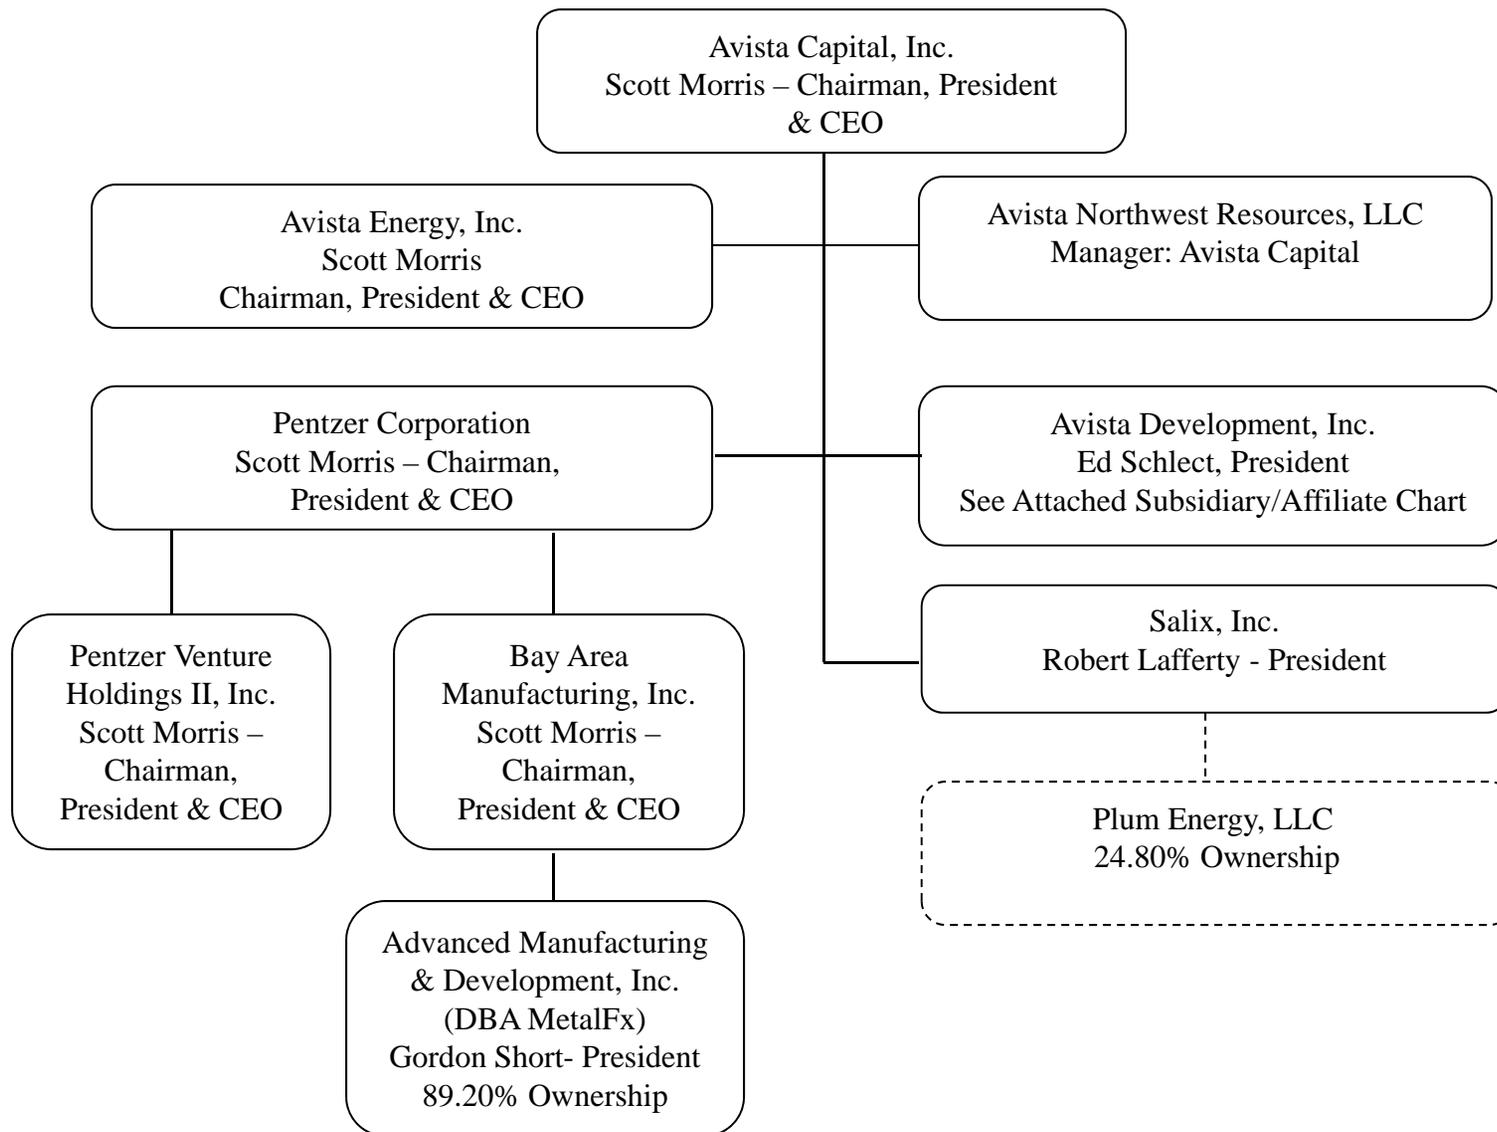 Avista Capital, Inc.
Scott Morris – Chairman, President
& CEO
Avista Energy, Inc.
Scott Morris
Chairman, President & CEO
Avista Northwest Resources, LLC
Manager: Avista Capital
Pentzer Corporation
Scott Morris – Chairman,
President & CEO
Avista Development, Inc.
Ed Schlect, President
See Attached Subsidiary/Affiliate Chart
Salix, Inc.
Robert Lafferty - President
Pentzer Venture
Holdings II, Inc.
Scott Morris –
Chairman,
President & CEO
Bay Area
Manufacturing, Inc.
Scott Morris –
Chairman,
President & CEO
Plum Energy, LLC
24.80% Ownership
Advanced Manufacturing
& Development, Inc.
(DBA MetalFx)
Gordon Short- President
89.20% Ownership